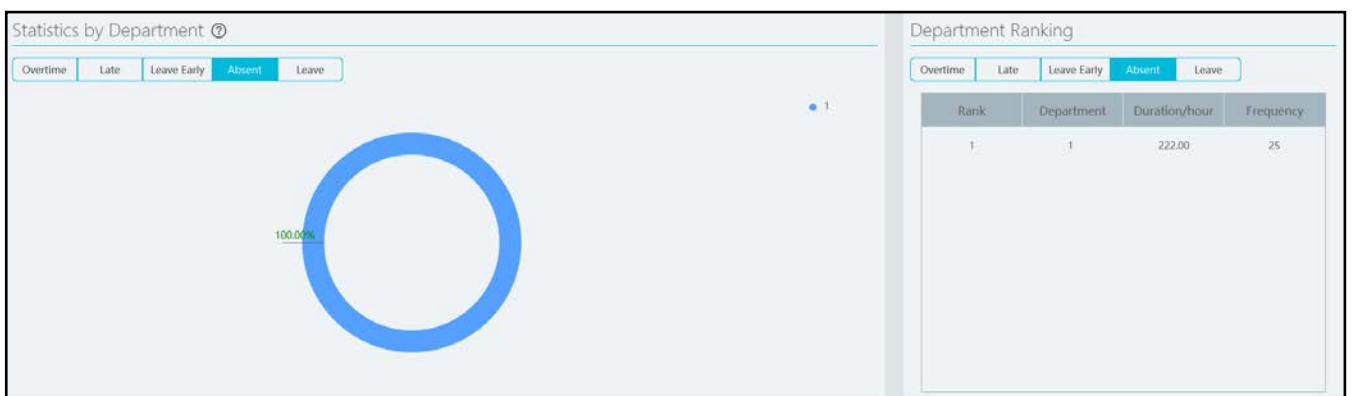 Statistics by Department ?
Overtime Late Leave Early Absent Leave
1
100.00%
Department Ranking
Overtime Late Leave Early Absent Leave
Rank Department Duration/hour Frequency
1 1 222.00 25